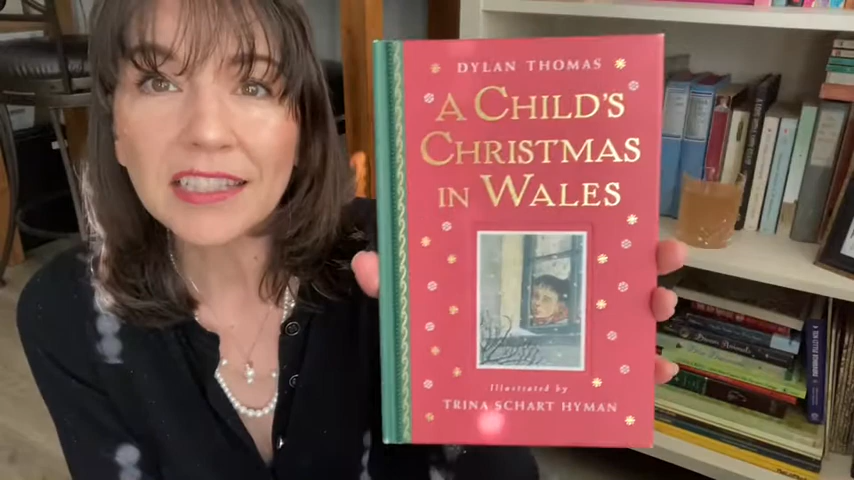 DYLAN THOMAS
A CHILD'S
CHRISTMAS
IN WALES
Illustrated by
TRINA SCHART HYMAN